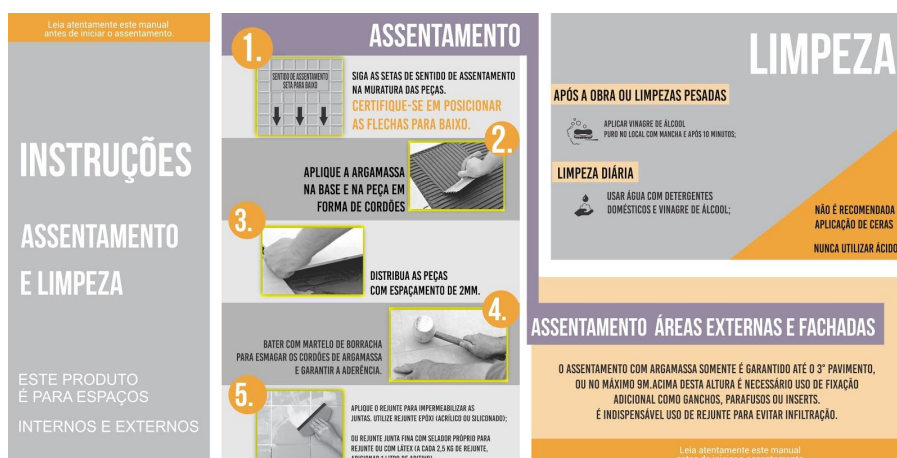 Leia atentamente este manual
antes de iniciar o assentamento.
INSTRUÇÕES
ASSENTAMENTO
E LIMPEZA
ESTE PRODUTO
É PARA ESPAÇOS
INTERNOS E EXTERNOS
ASSENTAMENTO
1.
SENTIDO DE ASSENTAMENTO
SETA PARA BAIXO
SIGA AS SETAS DE SENTIDO DE ASSENTAMENTO
NA MURATURA DAS PEÇAS.
CERTIFIQUE-SE EM POSICIONAR
AS FLECHAS PARA BAIXO.
2.
APLIQUE A ARGAMASSA
NA BASE E NA PEÇA EM
FORMA DE CORDÕES
3.
DISTRIBUA AS PEÇAS
COM ESPAÇAMENTO DE 2MM.
4.
BATER COM MARTELO DE BORRACHA
PARA ESMAGAR OS CORDÕES DE ARGAMASSA
E GARANTIR A ADERÊNCIA.
5.
APLIQUE O REJUNTE PARA IMPERMEABILIZAR AS
JUNTAS. UTILIZE REJUNTE EPÓXI (ACRÍLICO OU SILICONADO);
OU REJUNTE JUNTA FINA COM SELADOR PRÓPRIO PARA
REJUNTE OU COM LÁTEX (A CADA 2,5 KG DE REJUNTE,
ADICIONAR 1 LITRO DE ADITIVO)
LIMPEZA
APÓS A OBRA OU LIMPEZAS PESADAS
APLICAR VINAGRE DE ÁLCOOL
PURO NO LOCAL COM MANCHA E APÓS 10 MINUTOS;
LIMPEZA DIÁRIA
USAR ÁGUA COM DETERGENTES
DOMÉSTICOS E VINAGRE DE ÁLCOOL;
NÃO É RECOMENDADA
APLICAÇÃO DE CERAS
NUNCA UTILIZAR ÁCIDO
ASSENTAMENTO ÁREAS EXTERNAS E FACHADAS
O ASSENTAMENTO COM ARGAMASSA SOMENTE É GARANTIDO ATÉ O 3° PAVIMENTO,
OU NO MÁXIMO 9M.ACIMA DESTA ALTURA É NECESSÁRIO USO DE FIXAÇÃO
ADICIONAL COMO GANCHOS, PARAFUSOS OU INSERTS.
É INDISPENSÁVEL USO DE REJUNTE PARA EVITAR INFILTRAÇÃO.
Leia atentamente este manual
antes de iniciar o assentamento.